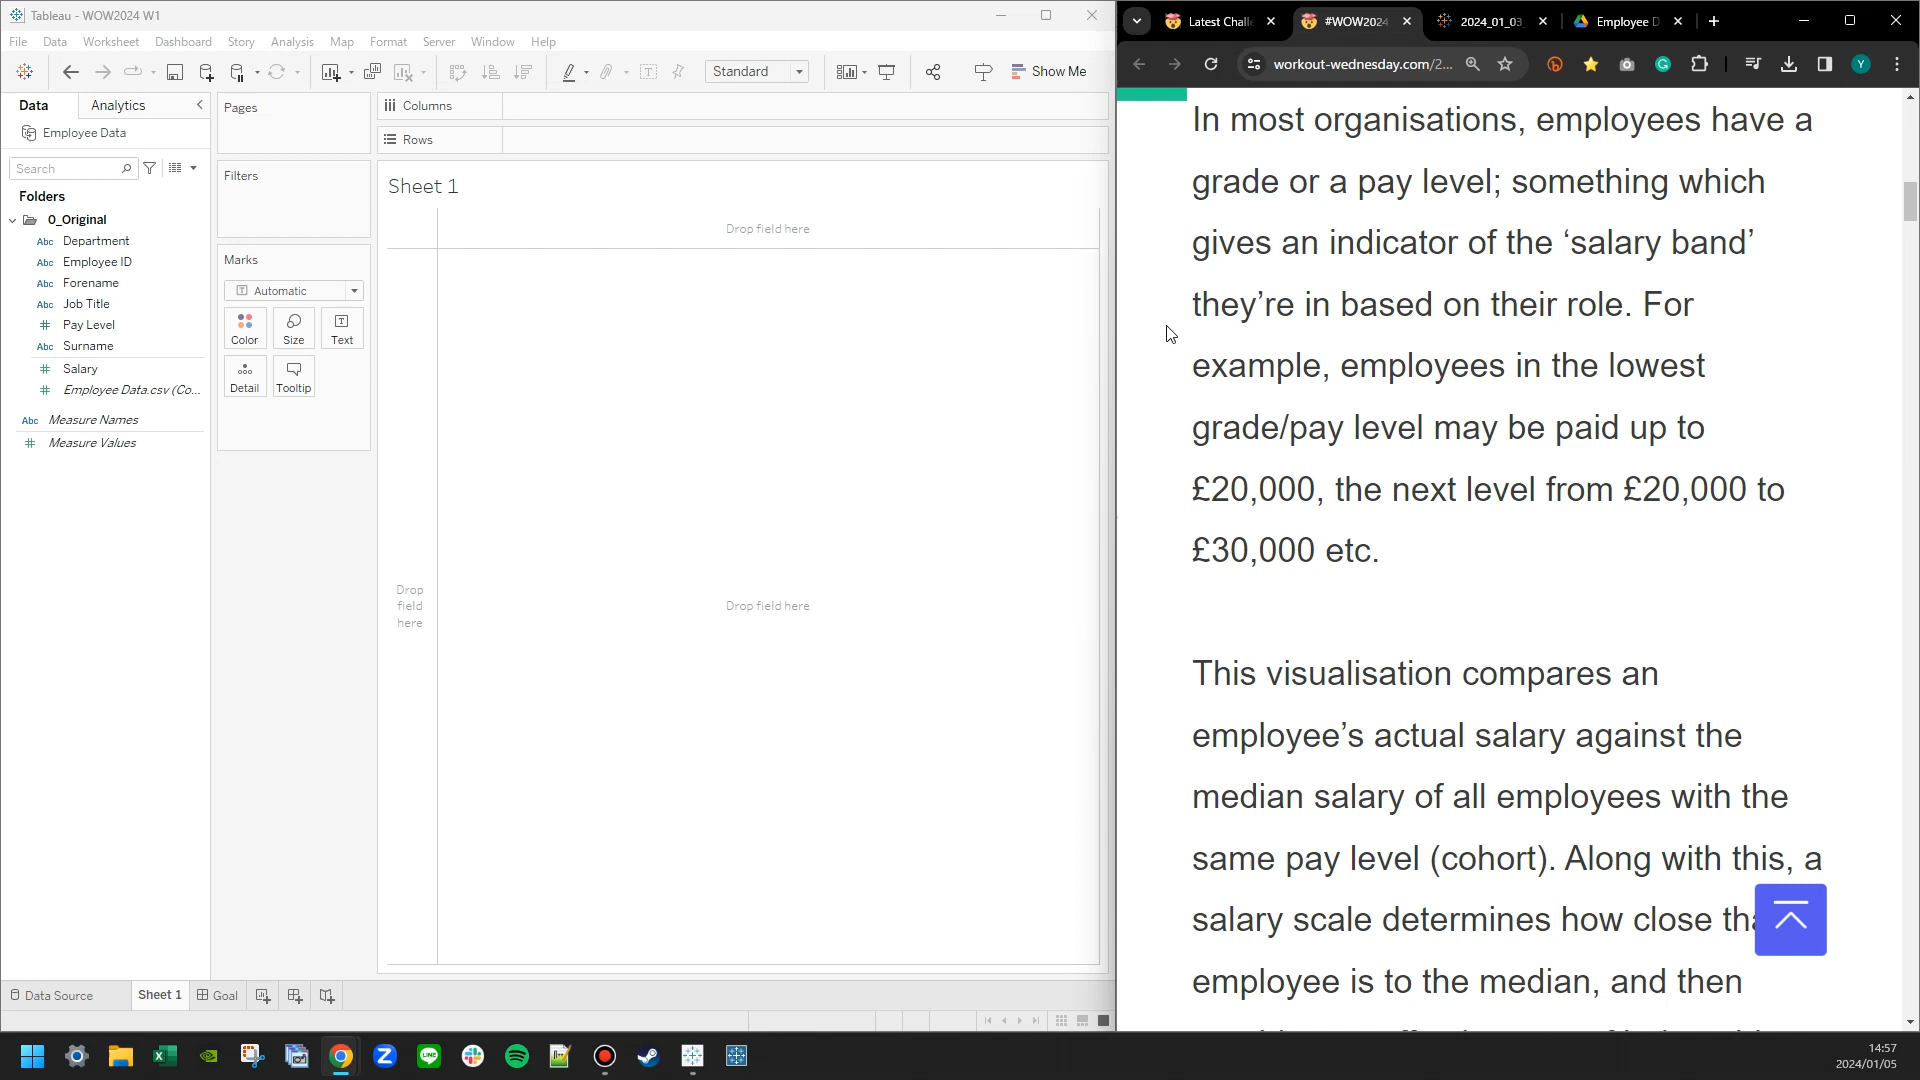 Tableau - WOW2024 W1
File Data Worksheet Dashboard Story Analysis Map Format Server Window Help
Standard
Show Me
Data Analytics
Employee Data
Search
Folders
0_Original
Abc Department
Abc Employee ID
Abc Forename
Abc Job Title
# Pay Level
Abc Surname
# Salary
# Employee Data.csv (Co...
Abc Measure Names
# Measure Values
Pages
Filters
Marks
Automatic
Color Size Text
Detail Tooltip
Columns
Rows
Sheet 1
Drop field here
Drop
field
here
Drop field here
Data Source Sheet 1 Goal
Latest Chall
#WOW2024
2024_01_03
Employee D
workout-wednesday.com/2...
Y
In most organisations, employees have a
grade or a pay level; something which
gives an indicator of the ‘salary band’
they’re in based on their role. For
example, employees in the lowest
grade/pay level may be paid up to
£20,000, the next level from £20,000 to
£30,000 etc.
This visualisation compares an
employee’s actual salary against the
median salary of all employees with the
same pay level (cohort). Along with this, a
salary scale determines how close tha
employee is to the median, and then
14:57
2024/01/05